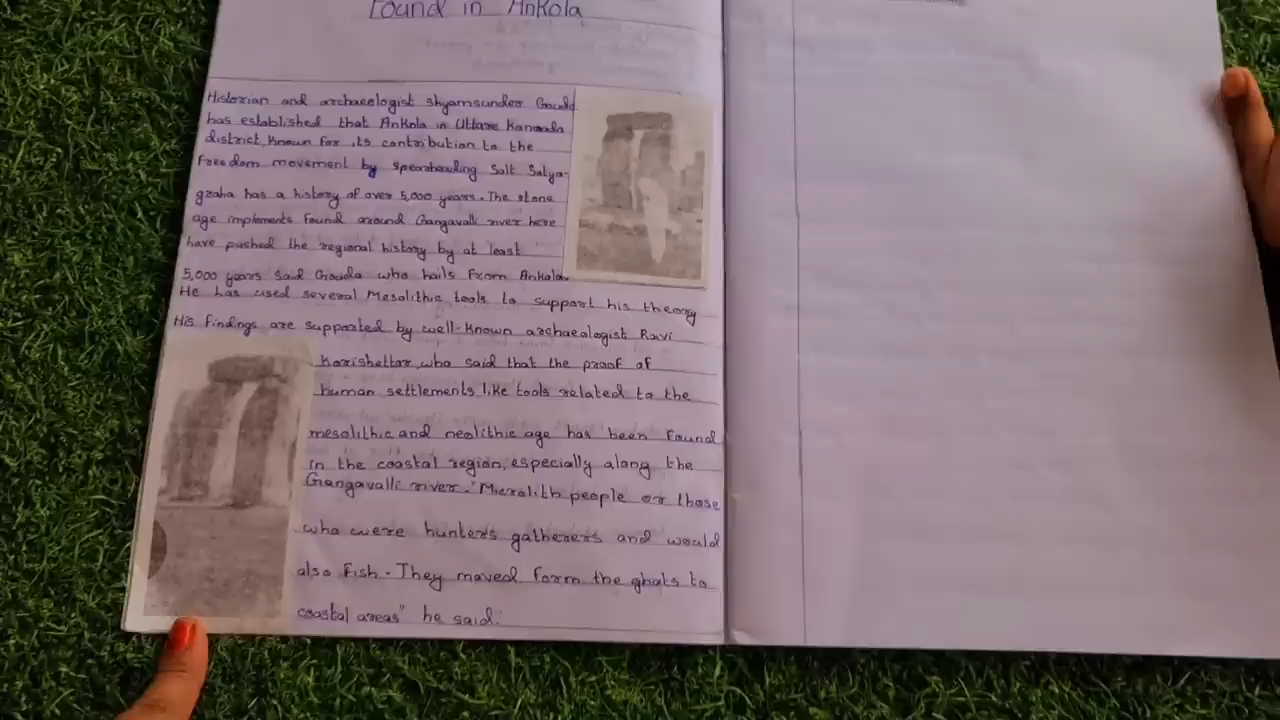 Found in Ankola
Historian and archaeologist shyamsunder Gouda
has established that Ankola in Uttara Kannada
district, known for its contribution to the
Freedom movement by spearheading Salt Satya-
graha has a history of over 5,000 years. The stone
age implements Found around Gangavalli river here
have pushed the regional history by at least
5,000 years said Gouda who hails From Ankola.
He has used several Mesolithic tools to support his theory
His Findings are supported by well-known archaeologist Ravi
Korishettar, who said that the proof of
human settlements like tools related to the
mesolithic and neolithic age has been Found
in the coastal region, especially along the
Gangavalli river. "Microlith people or those
who were hunters gatherers and would
also Fish. They moved Form the ghats to
coastal areas" he said."